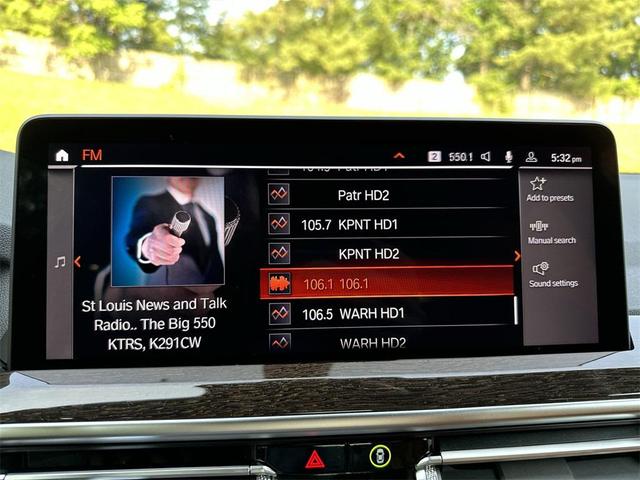 FM
2 550.1 5:32 pm
Patr HD2
105.7 KPNT HD1
KPNT HD2
106.1 106.1
106.5 WARH HD1
WARH HD2
St Louis News and Talk
Radio.. The Big 550
KTRS, K291CW
Add to presets
Manual search
Sound settings